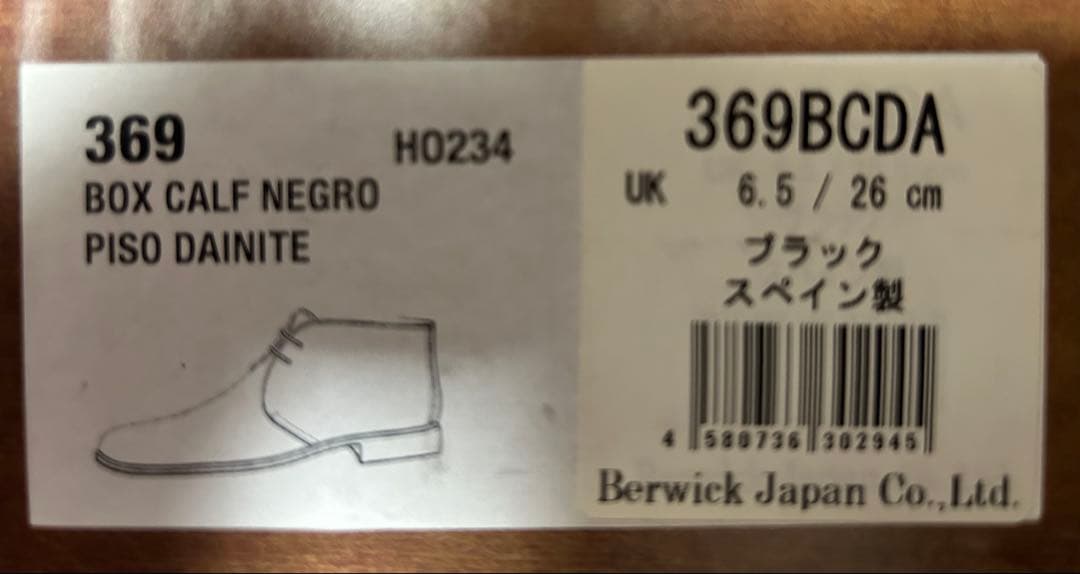 369 HO234
BOX CALF NEGRO
PISO DAINITE
369BCDA
UK 6.5 / 26 cm
ブラック
スペイン製
4 580736 302945
Berwick Japan Co.,Ltd.